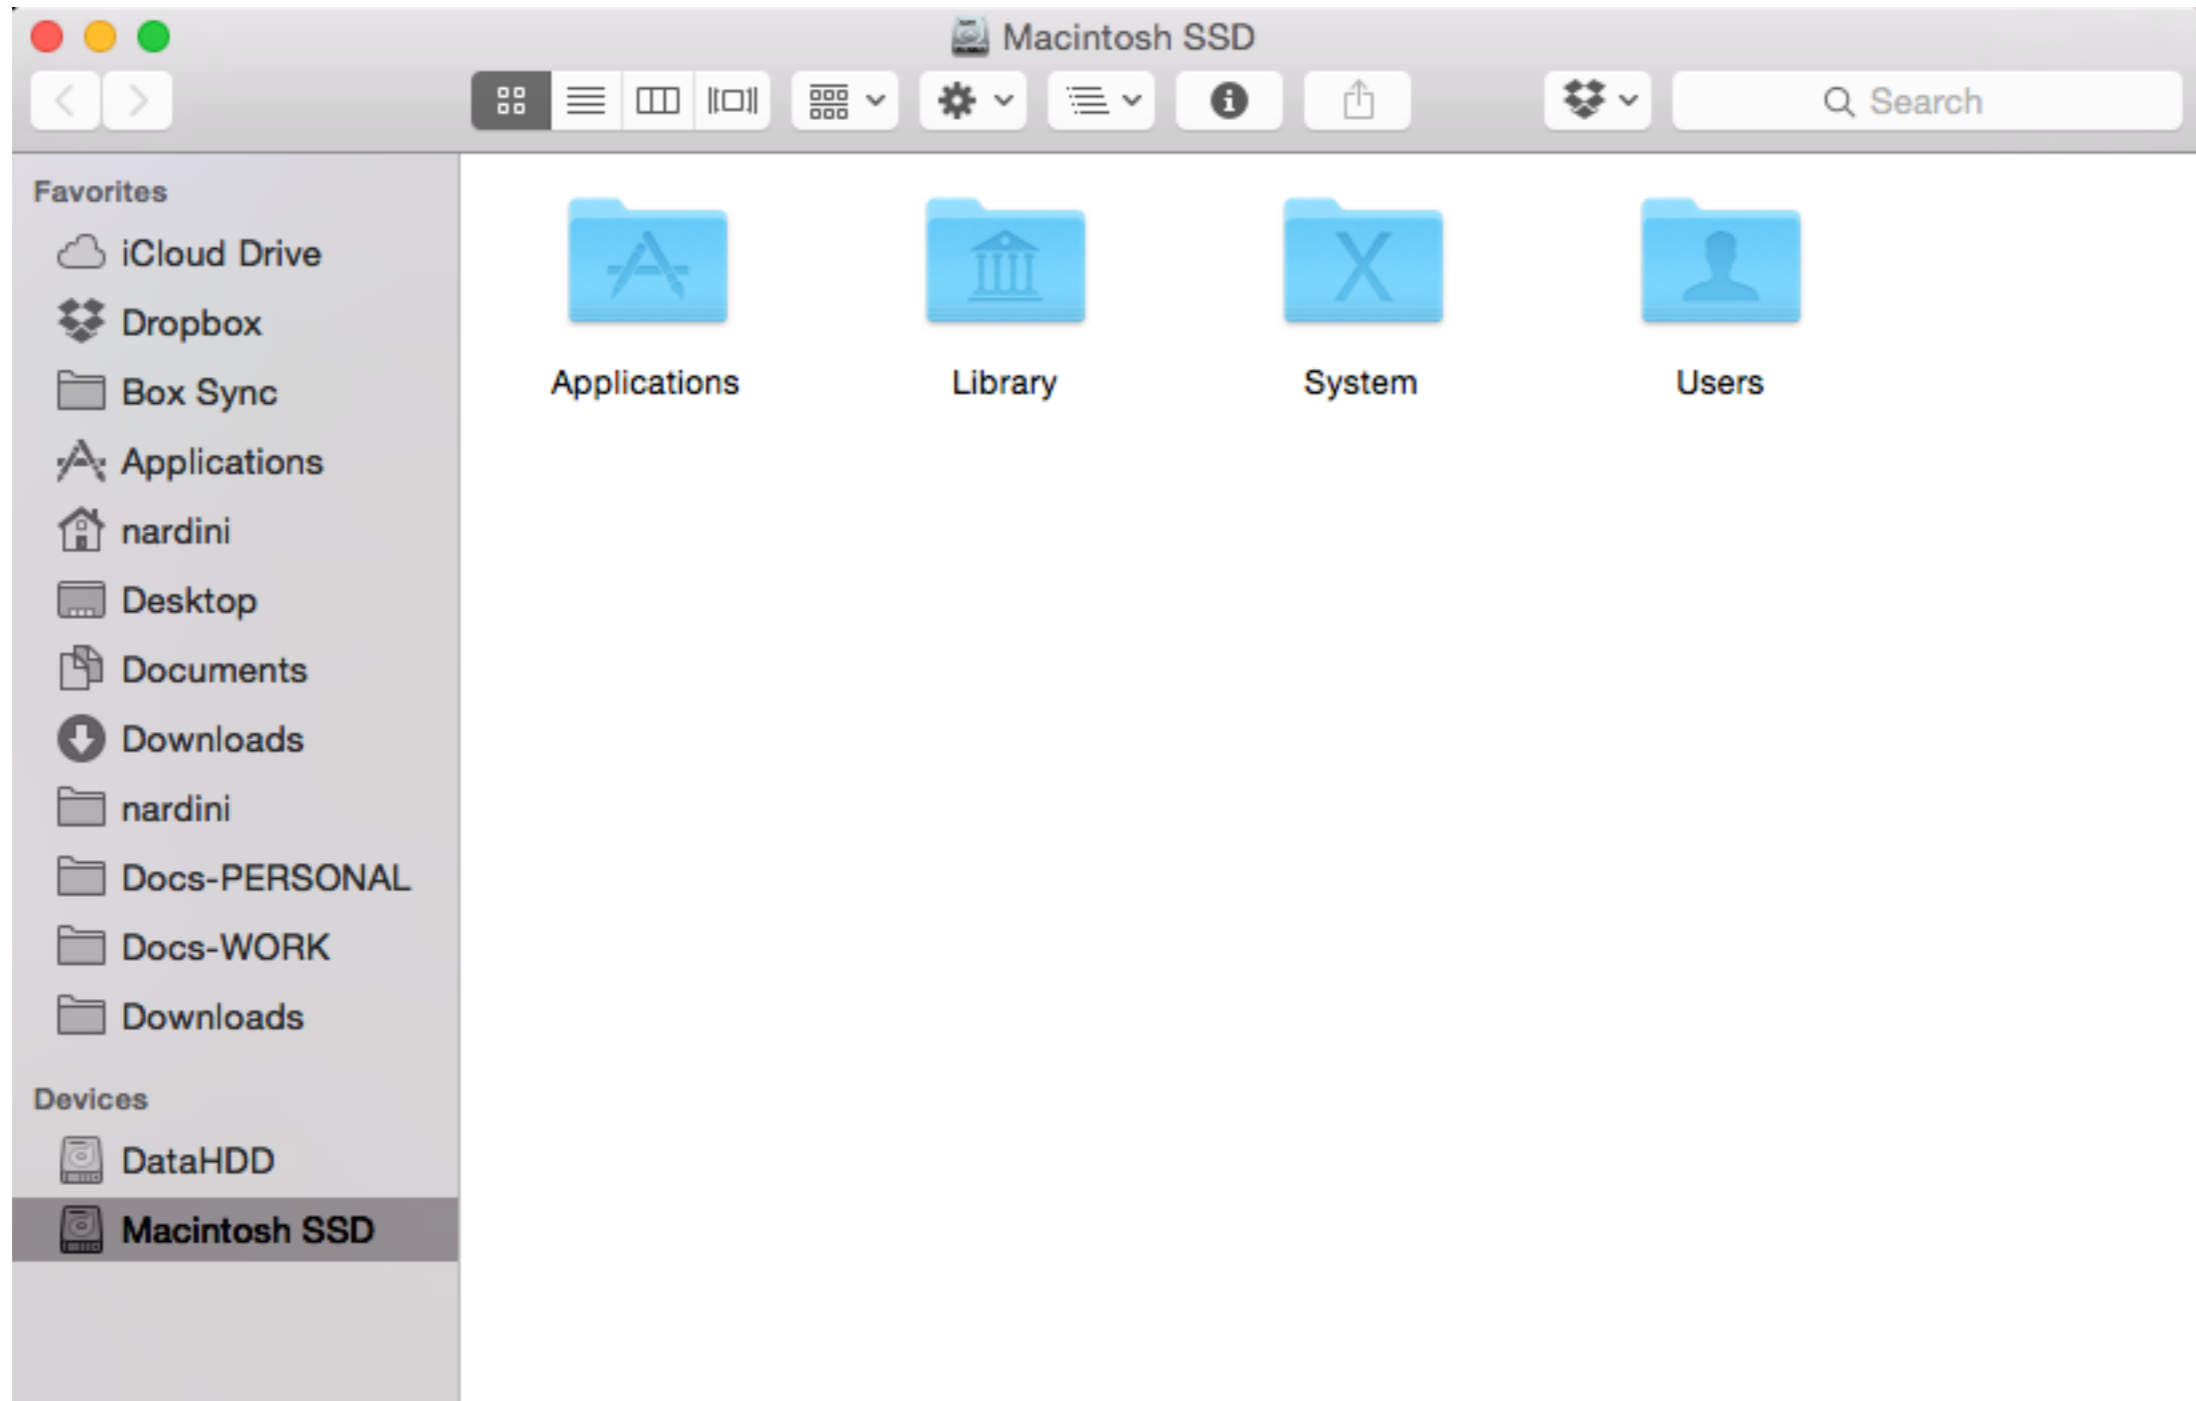 Macintosh SSD
Search
Favorites
iCloud Drive
Dropbox
Box Sync
Applications
nardini
Desktop
Documents
Downloads
nardini
Docs-PERSONAL
Docs-WORK
Downloads
Devices
DataHDD
Macintosh SSD
Applications
Library
System
Users